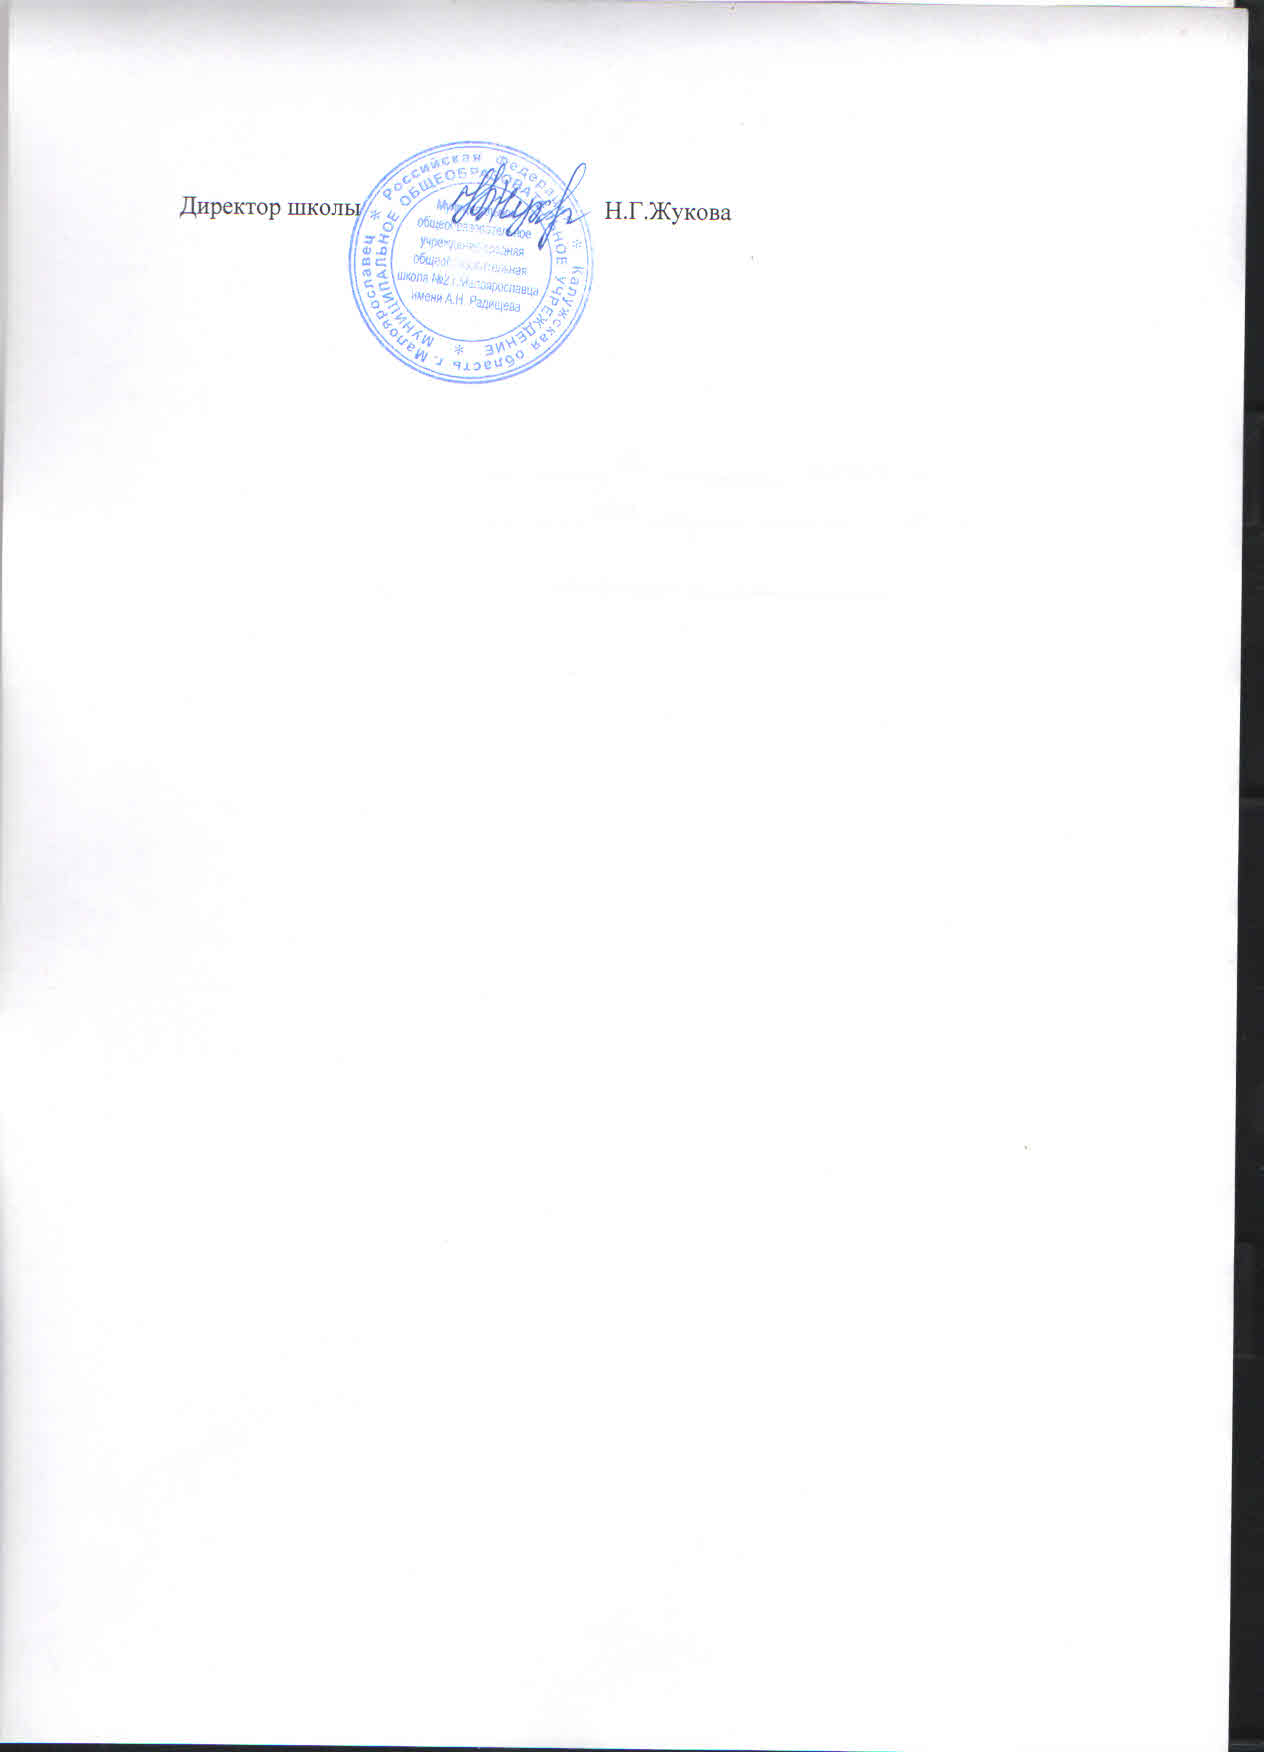 Директор школы Н.Г.Жукова
✻ Российская Федерация ✻ Калужская область г. Малоярославец
МУНИЦИПАЛЬНОЕ ОБЩЕОБРАЗОВАТЕЛЬНОЕ УЧРЕЖДЕНИЕ ✻
общеобразовательное
учреждение средняя
общеобразовательная
школа №2 г.Малоярославца
имени А.Н. Радищева